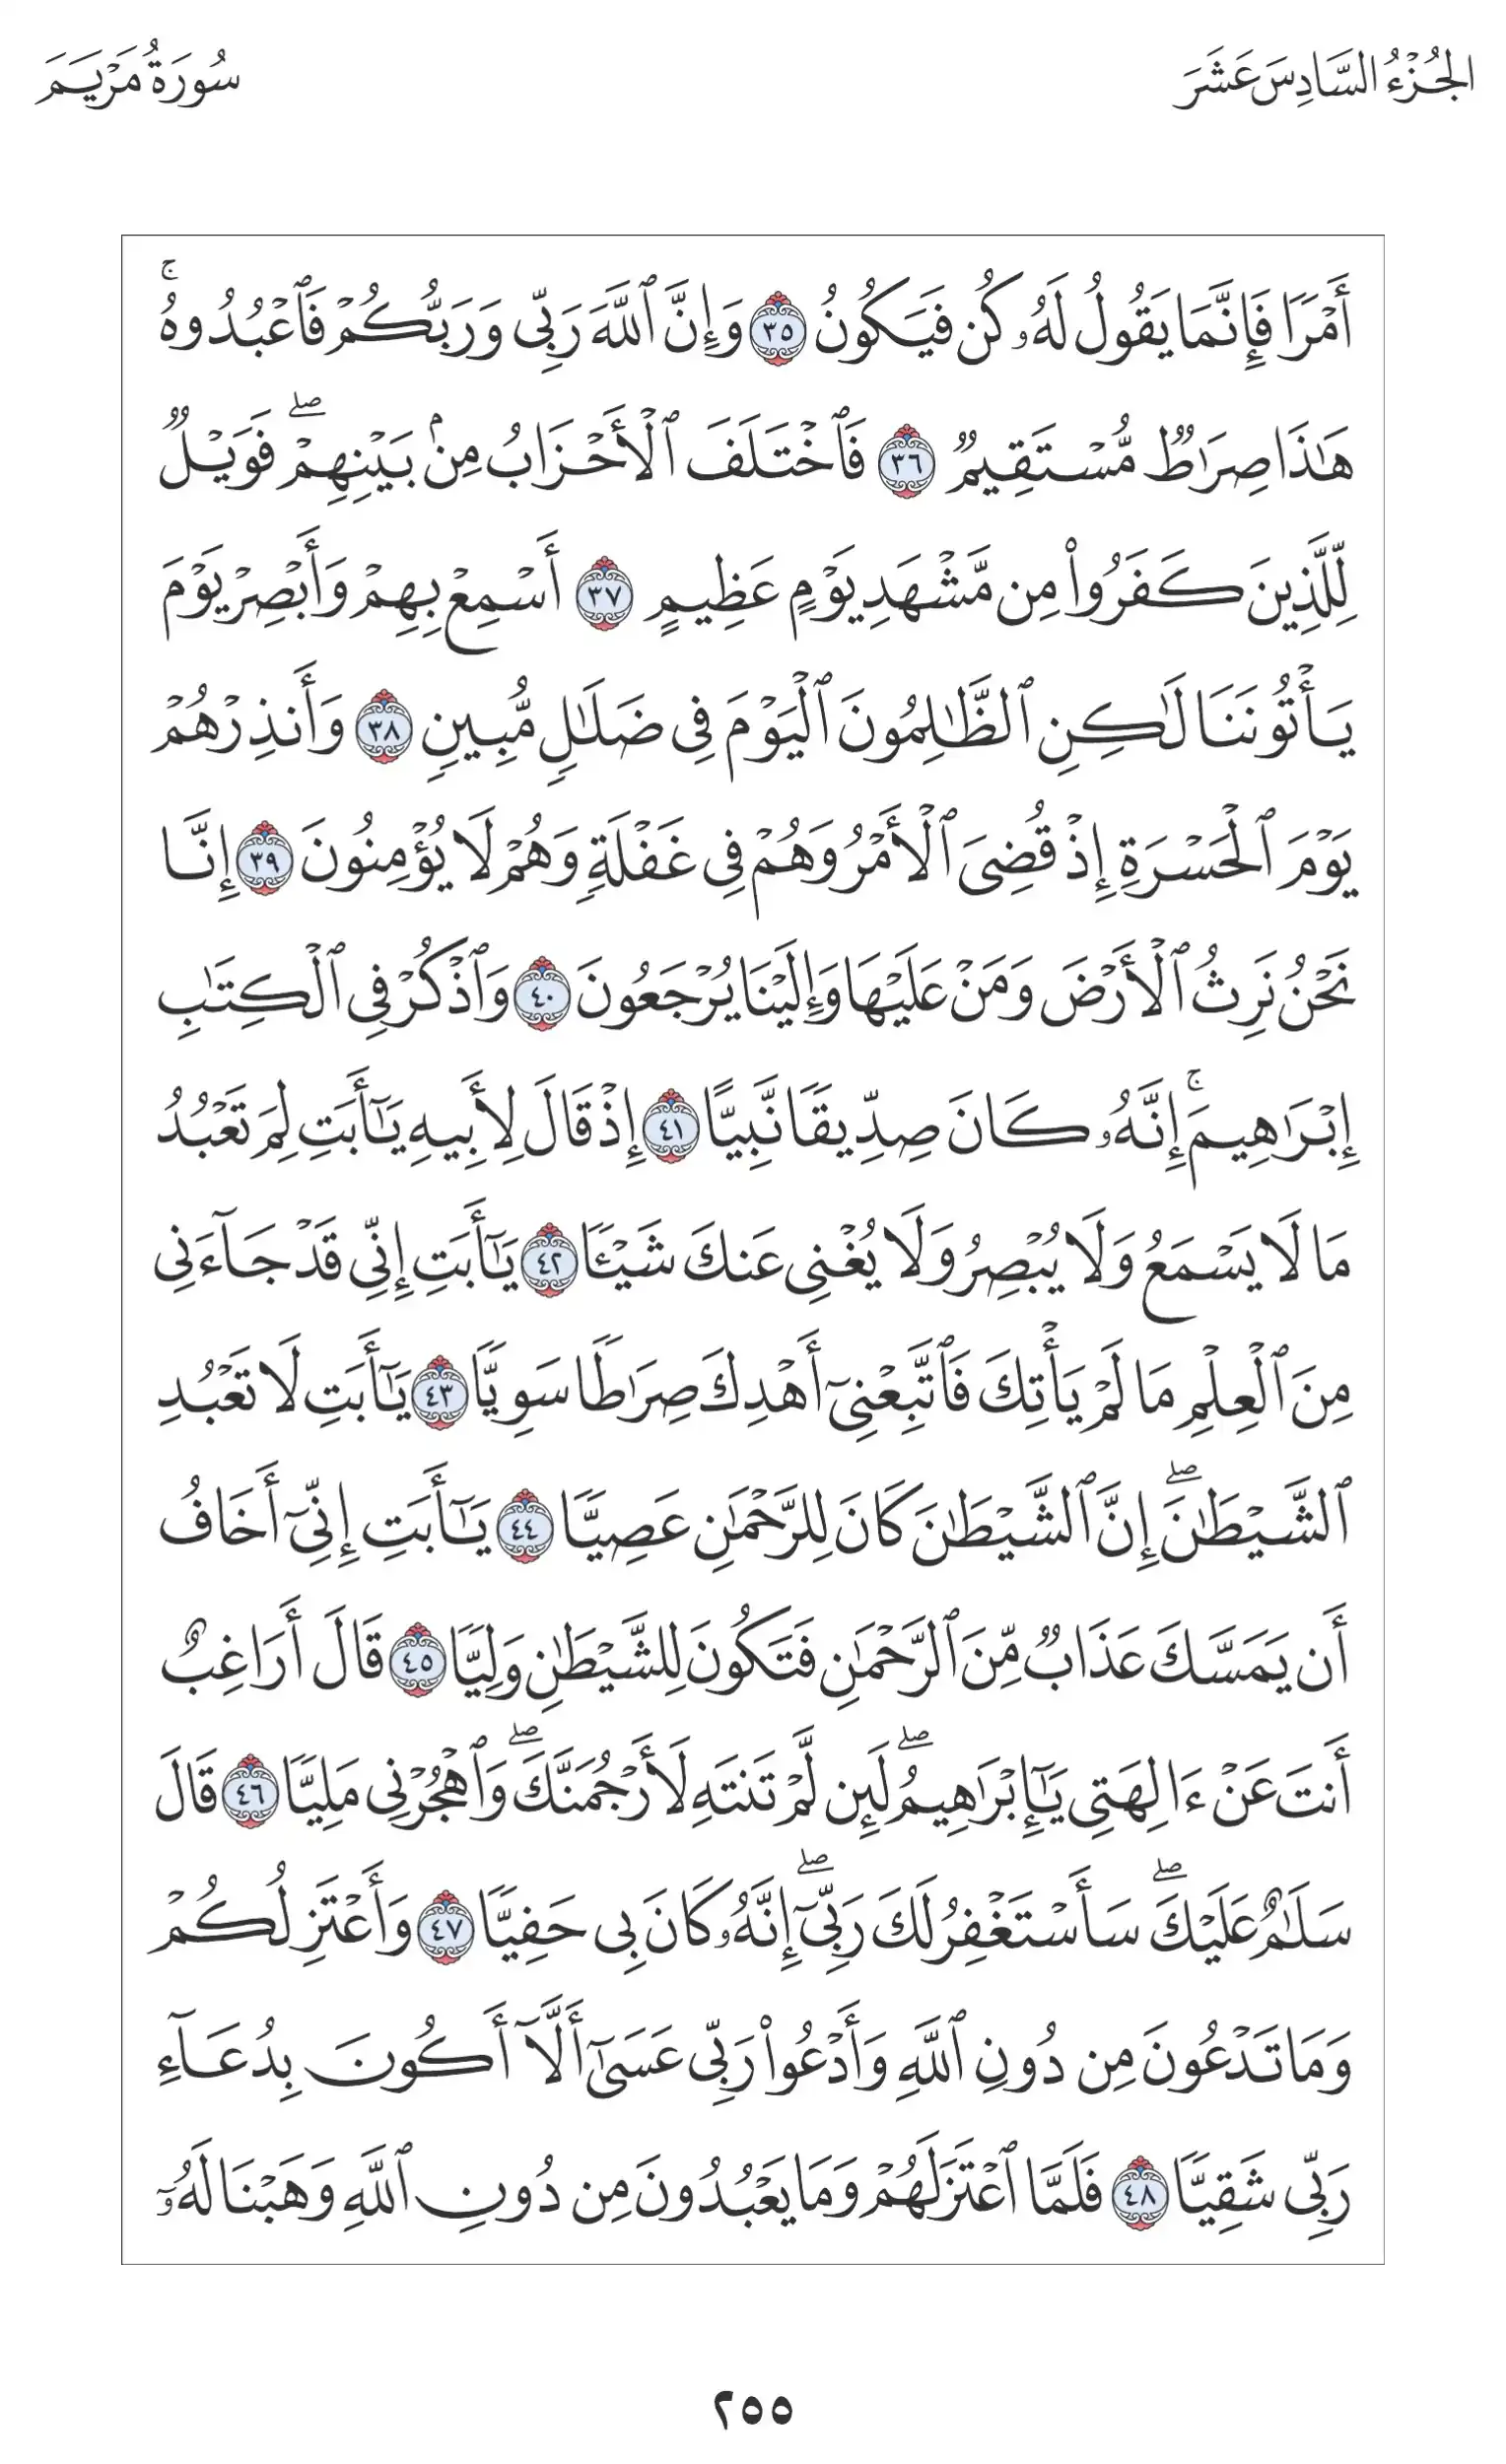 الجُزْءُ السَّادِسَ عَشَرَ
سُورَةُ مَرْيَمَ
أَمْرٗا فَإِنَّمَا يَقُولُ لَهُۥ كُن فَيَكُونُ ٣٥ وَإِنَّ ٱللَّهَ رَبِّي وَرَبُّكُمۡ فَٱعۡبُدُوهُۚ
هَٰذَا صِرَٰطٞ مُّسۡتَقِيمٞ ٣٦ فَٱخۡتَلَفَ ٱلۡأَحۡزَابُ مِنۢ بَيۡنِهِمۡۖ فَوَيۡلٞ
لِّلَّذِينَ كَفَرُواْ مِن مَّشۡهَدِ يَوۡمٍ عَظِيمٍ ٣٧ أَسۡمِعۡ بِهِمۡ وَأَبۡصِرۡ يَوۡمَ
يَأۡتُونَنَا لَٰكِنِ ٱلظَّٰلِمُونَ ٱلۡيَوۡمَ فِي ضَلَٰلٖ مُّبِينٖ ٣٨ وَأَنذِرۡهُمۡ
يَوۡمَ ٱلۡحَسۡرَةِ إِذۡ قُضِيَ ٱلۡأَمۡرُ وَهُمۡ فِي غَفۡلَةٖ وَهُمۡ لَا يُؤۡمِنُونَ ٣٩ إِنَّا
نَحۡنُ نَرِثُ ٱلۡأَرۡضَ وَمَنۡ عَلَيۡهَا وَإِلَيۡنَا يُرۡجَعُونَ ٤٠ وَٱذۡكُرۡ فِي ٱلۡكِتَٰبِ
إِبۡرَٰهِيمَۚ إِنَّهُۥ كَانَ صِدِّيقٗا نَّبِيًّا ٤١ إِذۡ قَالَ لِأَبِيهِ يَٰٓأَبَتِ لِمَ تَعۡبُدُ
مَا لَا يَسۡمَعُ وَلَا يُبۡصِرُ وَلَا يُغۡنِي عَنكَ شَيۡـٔٗا ٤٢ يَٰٓأَبَتِ إِنِّي قَدۡ جَآءَنِي
مِنَ ٱلۡعِلۡمِ مَا لَمۡ يَأۡتِكَ فَٱتَّبِعۡنِيٓ أَهۡدِكَ صِرَٰطٗا سَوِيّٗا ٤٣ يَٰٓأَبَتِ لَا تَعۡبُدِ
ٱلشَّيۡطَٰنَۖ إِنَّ ٱلشَّيۡطَٰنَ كَانَ لِلرَّحۡمَٰنِ عَصِيّٗا ٤٤ يَٰٓأَبَتِ إِنِّيٓ أَخَافُ
أَن يَمَسَّكَ عَذَابٞ مِّنَ ٱلرَّحۡمَٰنِ فَتَكُونَ لِلشَّيۡطَٰنِ وَلِيّٗا ٤٥ قَالَ أَرَاغِبٌ
أَنتَ عَنۡ ءَالِهَتِي يَٰٓإِبۡرَٰهِيمُۖ لَئِن لَّمۡ تَنتَهِ لَأَرۡجُمَنَّكَۖ وَٱهۡجُرۡنِي مَلِيّٗا ٤٦ قَالَ
سَلَٰمٌ عَلَيۡكَۖ سَأَسۡتَغۡفِرُ لَكَ رَبِّيٓۖ إِنَّهُۥ كَانَ بِي حَفِيّٗا ٤٧ وَأَعۡتَزِلُكُمۡ
وَمَا تَدۡعُونَ مِن دُونِ ٱللَّهِ وَأَدۡعُواْ رَبِّي عَسَىٰٓ أَلَّآ أَكُونَ بِدُعَآءِ
رَبِّي شَقِيّٗا ٤٨ فَلَمَّا ٱعۡتَزَلَهُمۡ وَمَا يَعۡبُدُونَ مِن دُونِ ٱللَّهِ وَهَبۡنَا لَهُۥٓ
٢٥٥